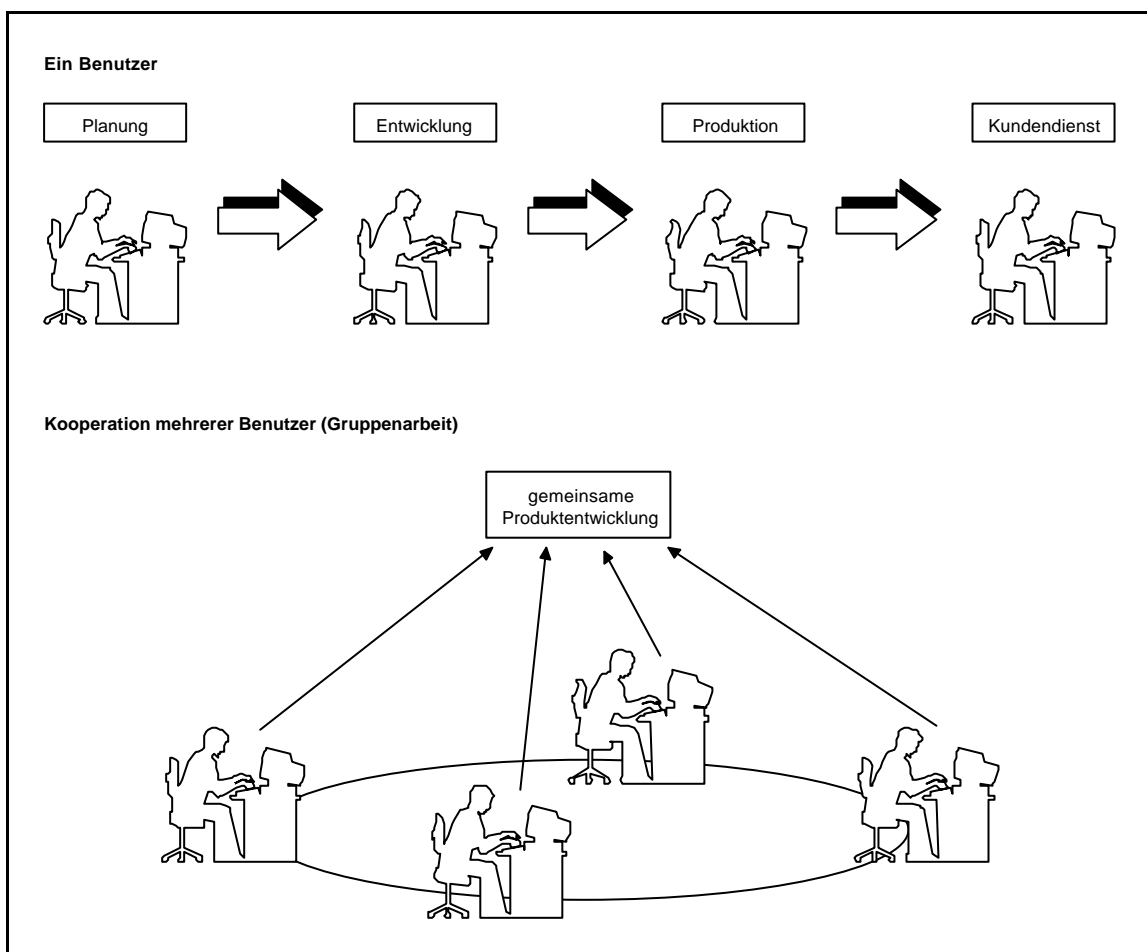 Ein Benutzer
Planung
Entwicklung
Produktion
Kundendienst
Kooperation mehrerer Benutzer (Gruppenarbeit)
gemeinsame
Produktentwicklung